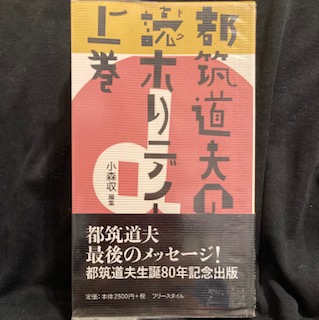 都筑道夫の
読ホリデイ
上巻
小森収 編集
都筑道夫
最後のメッセージ!
都筑道夫生誕80年記念出版
定価:本体2500円+税 フリースタイル